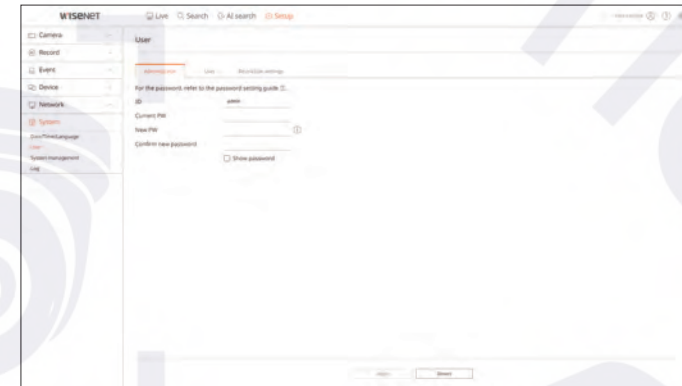 WISENET Live Search AI search Setup
Camera
Record
Event
Device
Network
System
Date/Time/Language
User
System management
Log
User
Administrator User Recordable settings
For the password, refer to the password setting guide
ID admin
Current PW
New PW
Confirm new password
Show password
Apply